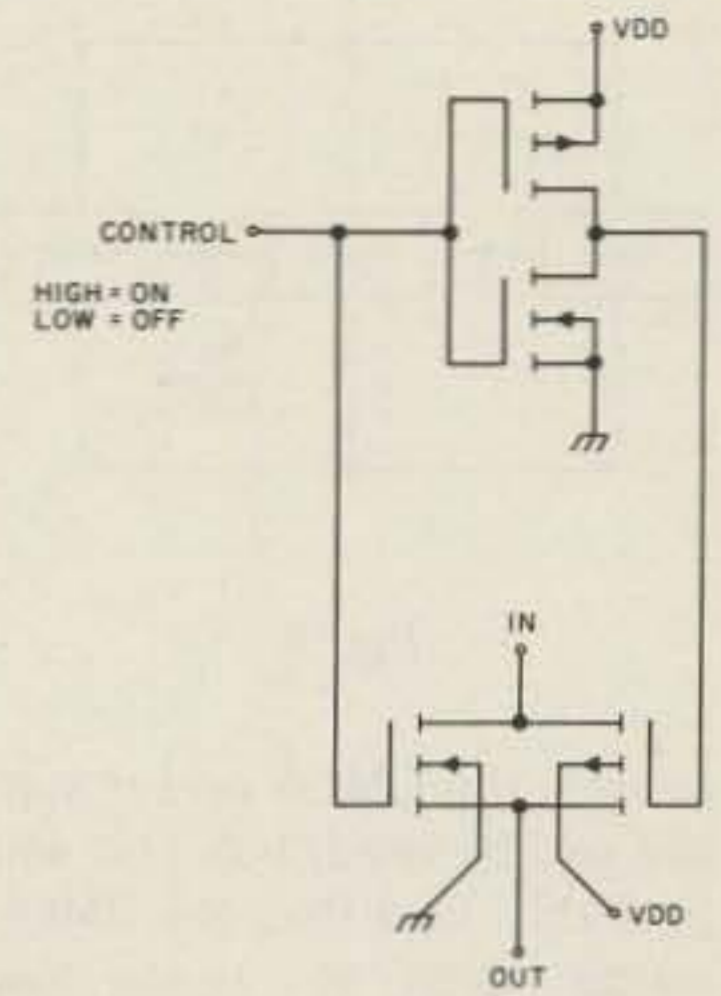 VDD
CONTROL
HIGH = ON
LOW = OFF
IN
VDD
OUT